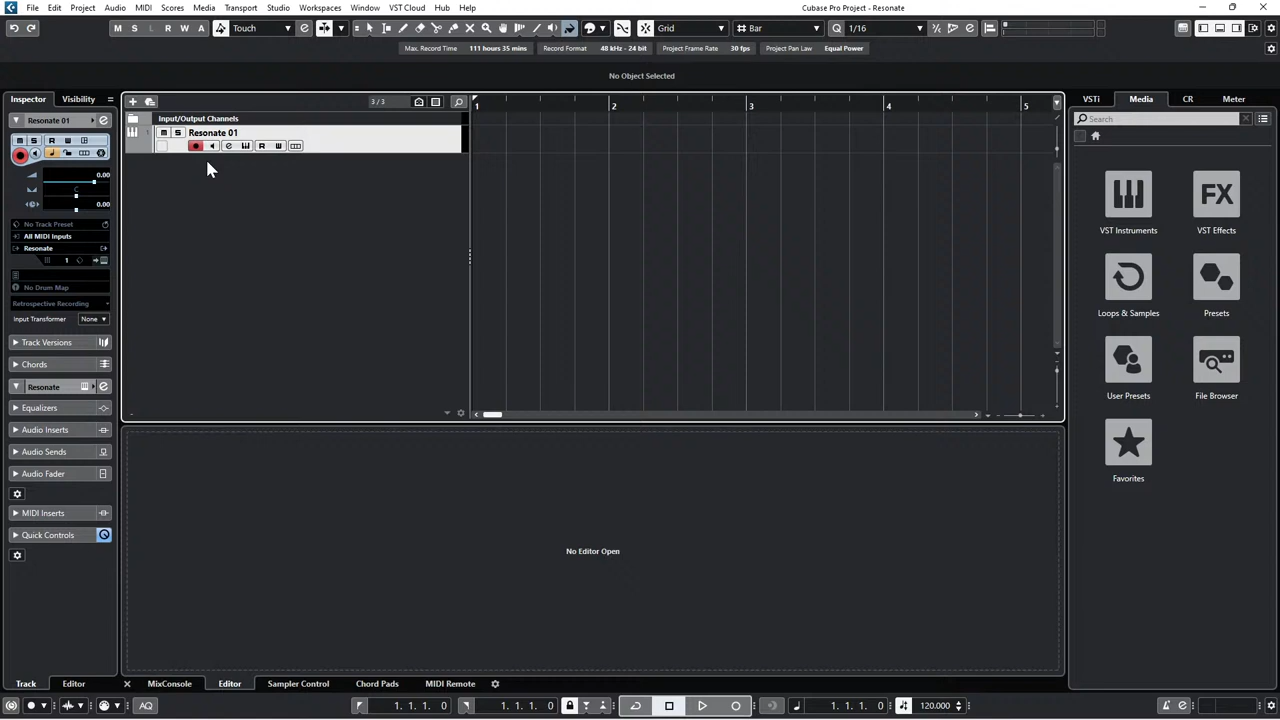 File Edit Project Audio MIDI Scores Media Transport Studio Workspaces Window VST Cloud Hub Help
Cubase Pro Project - Resonate
M S L R W A Touch Grid Bar Q 1/16
Max. Record Time 111 hours 35 mins Record Format 48 kHz - 24 bit Project Frame Rate 30 fps Project Pan Law Equal Power
No Object Selected
Inspector Visibility
3 / 3
1 2 3 4 5
VSTi Media CR Meter
Resonate 01
Input/Output Channels
Search
1 m S Resonate 01
m S R W
e R W
0.00
C
0.00
No Track Preset
All MIDI Inputs
Resonate
1
No Drum Map
Retrospective Recording
Input Transformer None
Track Versions
Chords
Resonate
Equalizers
Audio Inserts
Audio Sends
Audio Fader
MIDI Inserts
Quick Controls
VST Instruments
FX
VST Effects
Loops & Samples
Presets
User Presets
File Browser
Favorites
No Editor Open
Track Editor
MixConsole Editor Sampler Control Chord Pads MIDI Remote
AQ
1. 1. 1. 0
1. 1. 1. 0
1. 1. 1. 0
120.000